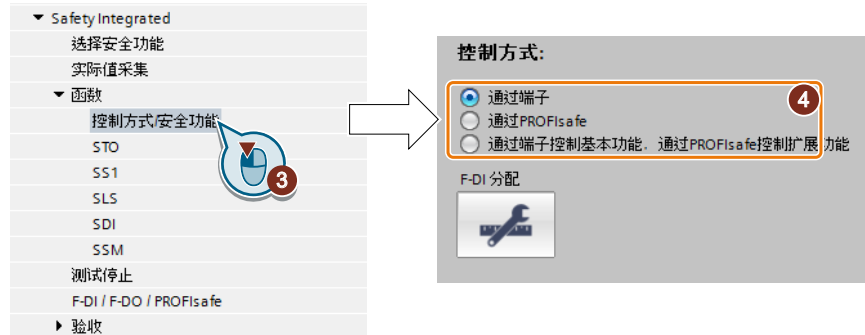 Safety Integrated
选择安全功能
实际值采集
函数
控制方式/安全功能
STO
SS1
SLS
SDI
SSM
测试停止
F-DI / F-DO / PROFIsafe
验收
3
控制方式:
通过端子
通过PROFIsafe
通过端子控制基本功能．通过PROFIsafe控制扩展功能
4
F-DI 分配